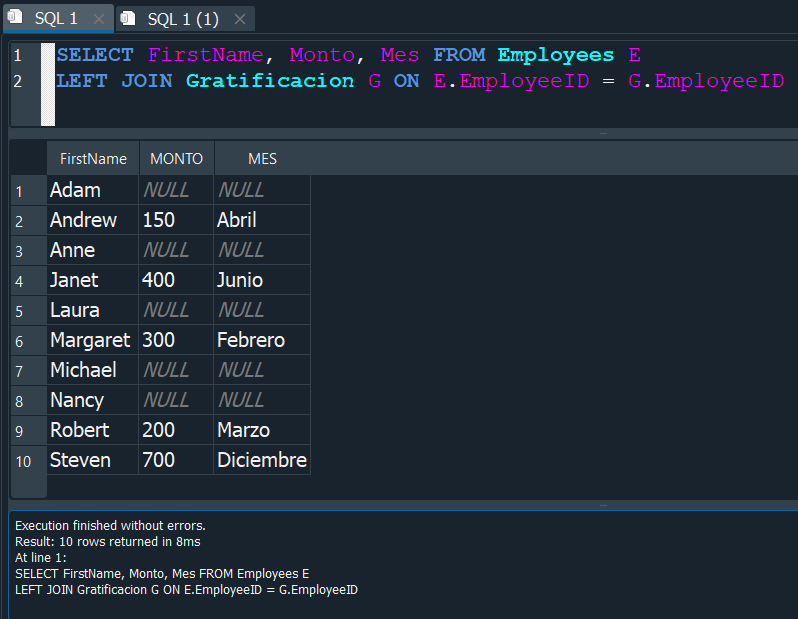 SQL 1 SQL 1 (1)
1 SELECT FirstName, Monto, Mes FROM Employees E
2 LEFT JOIN Gratificacion G ON E.EmployeeID = G.EmployeeID
FirstName MONTO MES
1 Adam NULL NULL
2 Andrew 150 Abril
3 Anne NULL NULL
4 Janet 400 Junio
5 Laura NULL NULL
6 Margaret 300 Febrero
7 Michael NULL NULL
8 Nancy NULL NULL
9 Robert 200 Marzo
10 Steven 700 Diciembre
Execution finished without errors.
Result: 10 rows returned in 8ms
At line 1:
SELECT FirstName, Monto, Mes FROM Employees E
LEFT JOIN Gratificacion G ON E.EmployeeID = G.EmployeeID